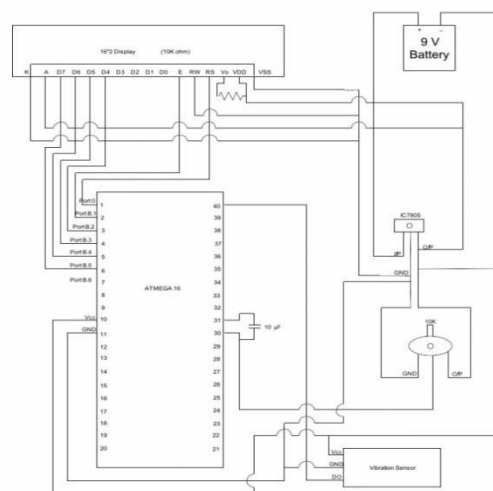 16*2 Display (10K ohm)
K A D7 D6 D5 D4 D3 D2 D1 D0 E RW RS Vo VDD VSS
+ -
9 V
Battery
IC7805
I/P O/P
GND
10K
GND O/P
Port 0
Port B.1
Port B.2
Port B.3
Port B.4
Port B.5
Port B.6
Vcc
GND
1 40
2 39
3 38
4 37
5 36
6 35
7 34
8 33
9 32
10 31
11 30
12 29
13 28
14 27
15 26
16 25
17 24
18 23
19 22
20 21
ATMEGA 16
10 µF
Vcc
GND
DO
Vibration Sensor